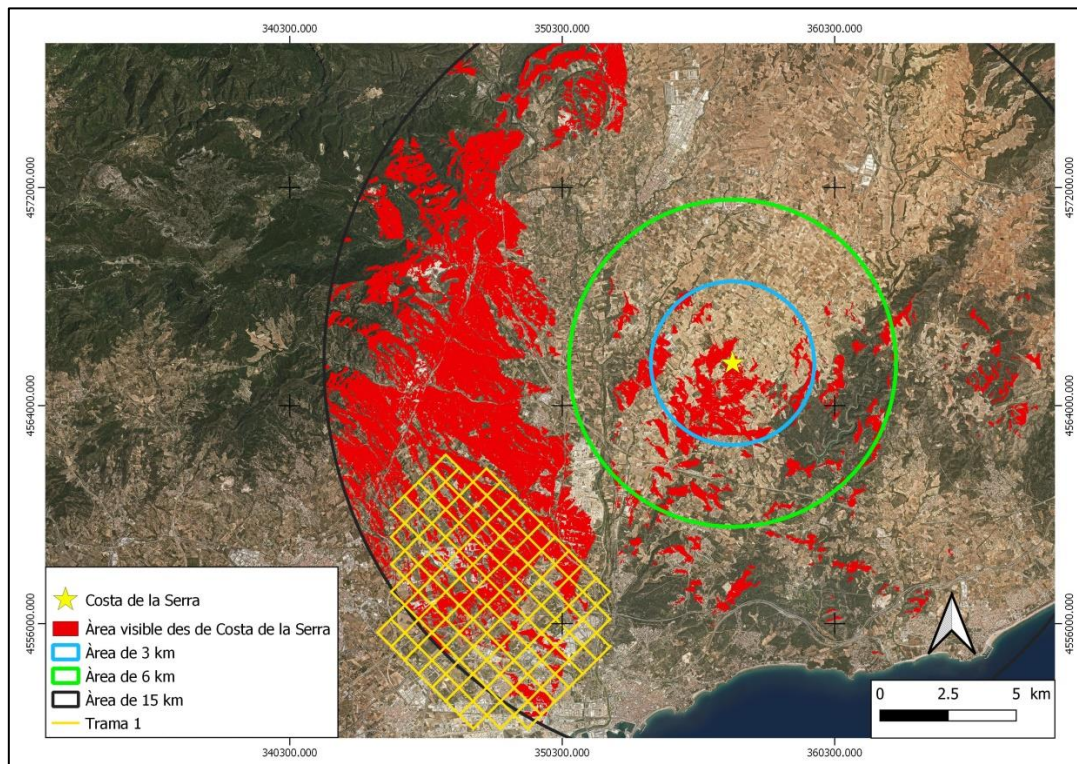 340300.000 350300.000 360300.000
4572000.000 4572000.000
4564000.000 4564000.000
4556000.000 4556000.000
Costa de la Serra
Àrea visible des de Costa de la Serra
Àrea de 3 km
Àrea de 6 km
Àrea de 15 km
Trama 1
0 2.5 5 km
340300.000 350300.000 360300.000